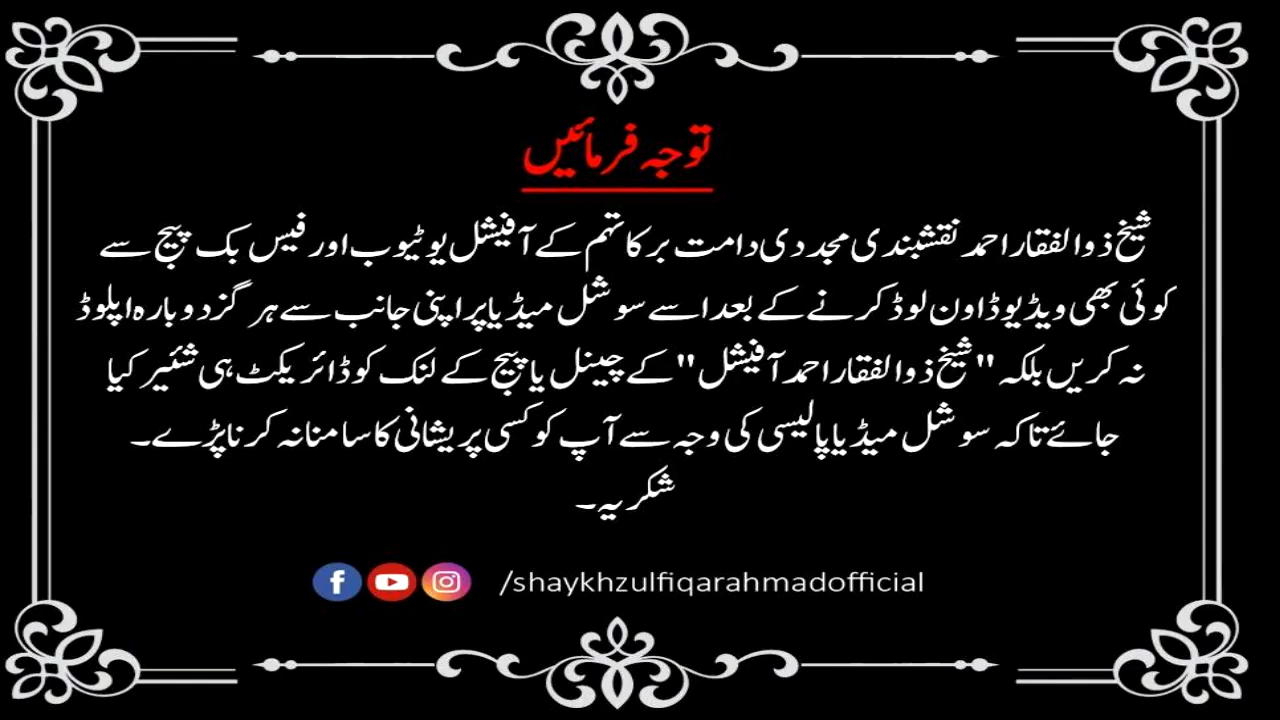 توجہ فرمائیں
شیخ ذوالفقار احمد نقشبندی مجددی دامت برکاتہم کے آفیشل یوٹیوب اور فیس بک پیج سے
کوئی بھی ویڈیو ڈاون لوڈ کرنے کے بعد اسے سوشل میڈیا پر اپنی جانب سے ہرگز دوبارہ اپلوڈ
نہ کریں بلکہ "شیخ ذوالفقار احمد آفیشل" کے چینل یا پیج کے لنک کو ڈائریکٹ ہی شئیر کیا
جائے تاکہ سوشل میڈیا پالیسی کی وجہ سے آپ کو کسی پریشانی کا سامنا نہ کرنا پڑے۔
شکریہ۔
/shaykhzulfiqarahmadofficial